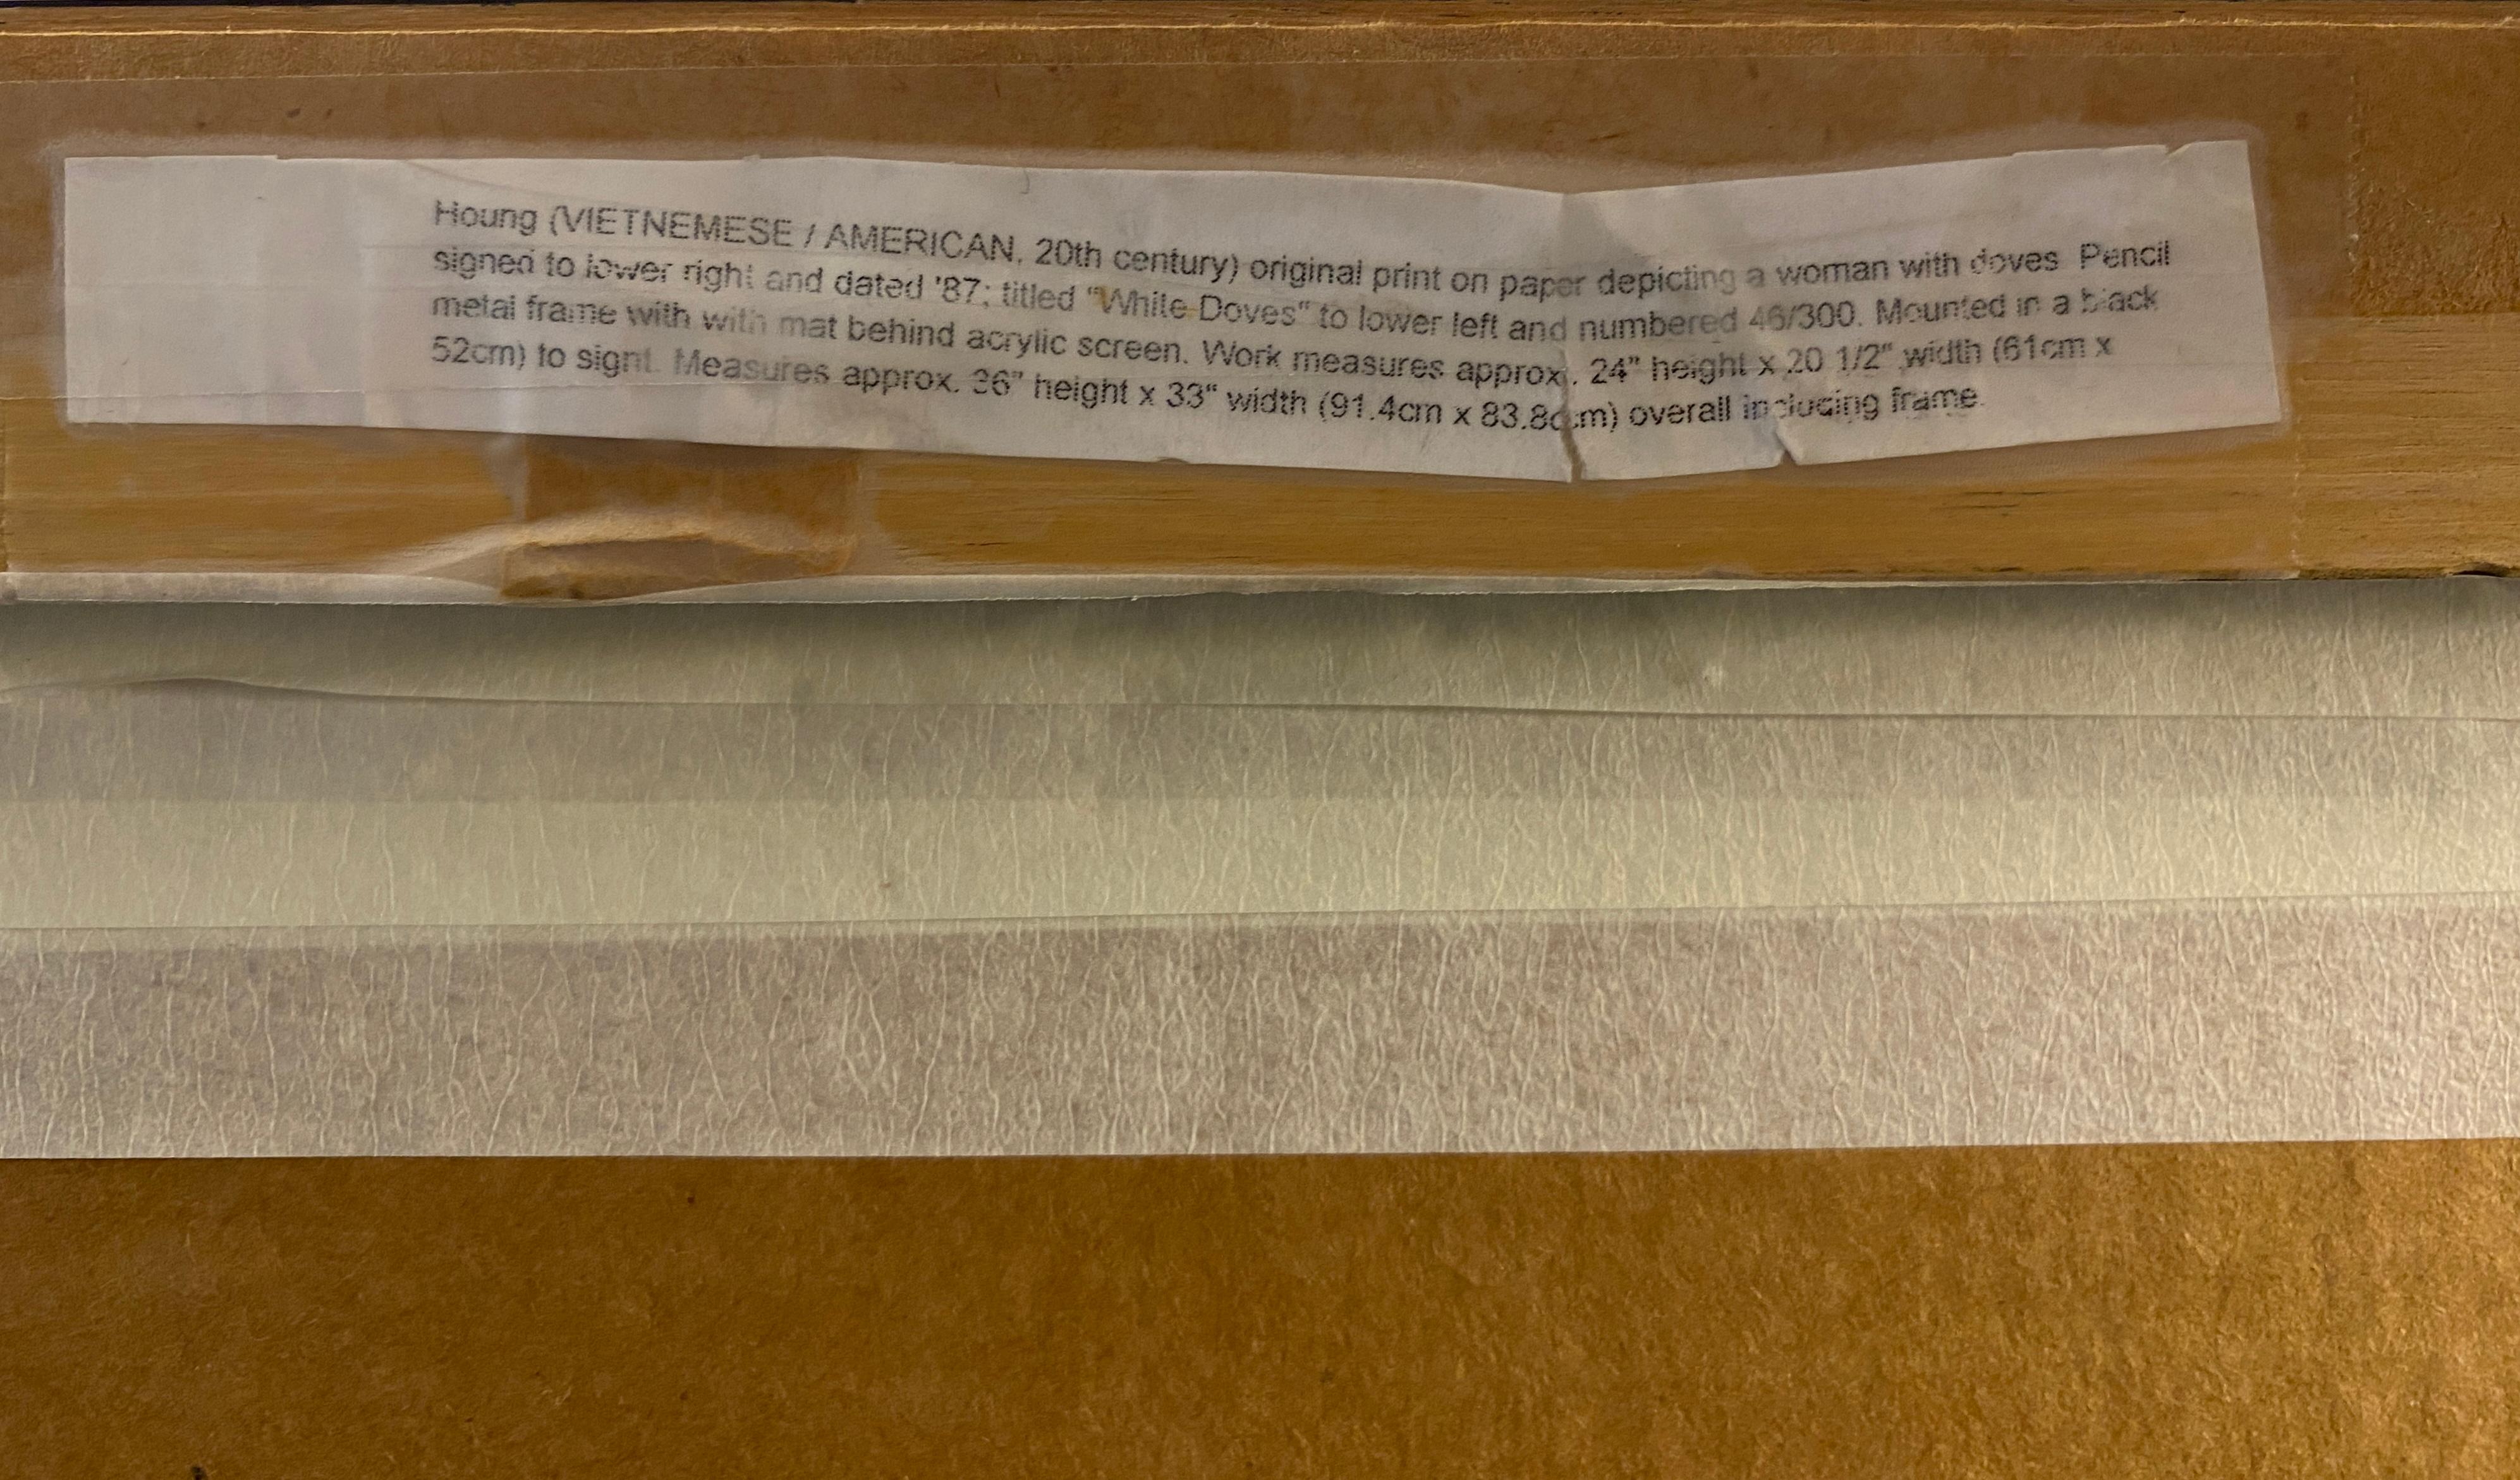 Houng (VIETNEMESE / AMERICAN, 20th century) original print on paper depicting a woman with doves. Pencil
signed to lower right and dated '87; titled "White Doves" to lower left and numbered 46/300. Mounted in a black
metal frame with with mat behind acrylic screen. Work measures approx. 24" height x 20 1/2" width (61cm x
52cm) to sight. Measures approx. 36" height x 33" width (91.4cm x 83.8cm) overall including frame.